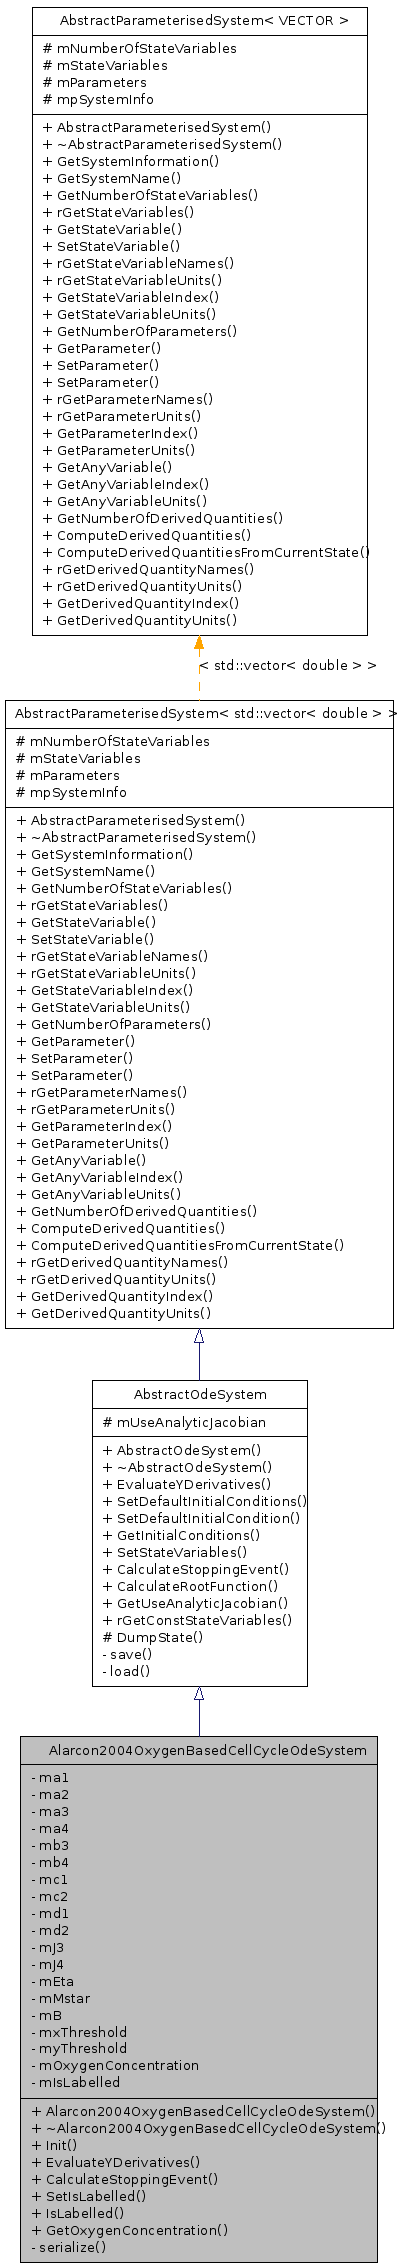 AbstractParameterisedSystem< VECTOR >
# mNumberOfStateVariables
# mStateVariables
# mParameters
# mpSystemInfo
+ AbstractParameterisedSystem()
+ ~AbstractParameterisedSystem()
+ GetSystemInformation()
+ GetSystemName()
+ GetNumberOfStateVariables()
+ rGetStateVariables()
+ GetStateVariable()
+ SetStateVariable()
+ rGetStateVariableNames()
+ rGetStateVariableUnits()
+ GetStateVariableIndex()
+ GetStateVariableUnits()
+ GetNumberOfParameters()
+ GetParameter()
+ SetParameter()
+ SetParameter()
+ rGetParameterNames()
+ rGetParameterUnits()
+ GetParameterIndex()
+ GetParameterUnits()
+ GetAnyVariable()
+ GetAnyVariableIndex()
+ GetAnyVariableUnits()
+ GetNumberOfDerivedQuantities()
+ ComputeDerivedQuantities()
+ ComputeDerivedQuantitiesFromCurrentState()
+ rGetDerivedQuantityNames()
+ rGetDerivedQuantityUnits()
+ GetDerivedQuantityIndex()
+ GetDerivedQuantityUnits()
< std::vector< double > >
AbstractParameterisedSystem< std::vector< double > >
# mNumberOfStateVariables
# mStateVariables
# mParameters
# mpSystemInfo
+ AbstractParameterisedSystem()
+ ~AbstractParameterisedSystem()
+ GetSystemInformation()
+ GetSystemName()
+ GetNumberOfStateVariables()
+ rGetStateVariables()
+ GetStateVariable()
+ SetStateVariable()
+ rGetStateVariableNames()
+ rGetStateVariableUnits()
+ GetStateVariableIndex()
+ GetStateVariableUnits()
+ GetNumberOfParameters()
+ GetParameter()
+ SetParameter()
+ SetParameter()
+ rGetParameterNames()
+ rGetParameterUnits()
+ GetParameterIndex()
+ GetParameterUnits()
+ GetAnyVariable()
+ GetAnyVariableIndex()
+ GetAnyVariableUnits()
+ GetNumberOfDerivedQuantities()
+ ComputeDerivedQuantities()
+ ComputeDerivedQuantitiesFromCurrentState()
+ rGetDerivedQuantityNames()
+ rGetDerivedQuantityUnits()
+ GetDerivedQuantityIndex()
+ GetDerivedQuantityUnits()
AbstractOdeSystem
# mUseAnalyticJacobian
+ AbstractOdeSystem()
+ ~AbstractOdeSystem()
+ EvaluateYDerivatives()
+ SetDefaultInitialConditions()
+ SetDefaultInitialCondition()
+ GetInitialConditions()
+ SetStateVariables()
+ CalculateStoppingEvent()
+ CalculateRootFunction()
+ GetUseAnalyticJacobian()
+ rGetConstStateVariables()
# DumpState()
- save()
- load()
Alarcon2004OxygenBasedCellCycleOdeSystem
- ma1
- ma2
- ma3
- ma4
- mb3
- mb4
- mc1
- mc2
- md1
- md2
- mJ3
- mJ4
- mEta
- mMstar
- mB
- mxThreshold
- myThreshold
- mOxygenConcentration
- mIsLabelled
+ Alarcon2004OxygenBasedCellCycleOdeSystem()
+ ~Alarcon2004OxygenBasedCellCycleOdeSystem()
+ Init()
+ EvaluateYDerivatives()
+ CalculateStoppingEvent()
+ SetIsLabelled()
+ IsLabelled()
+ GetOxygenConcentration()
- serialize()